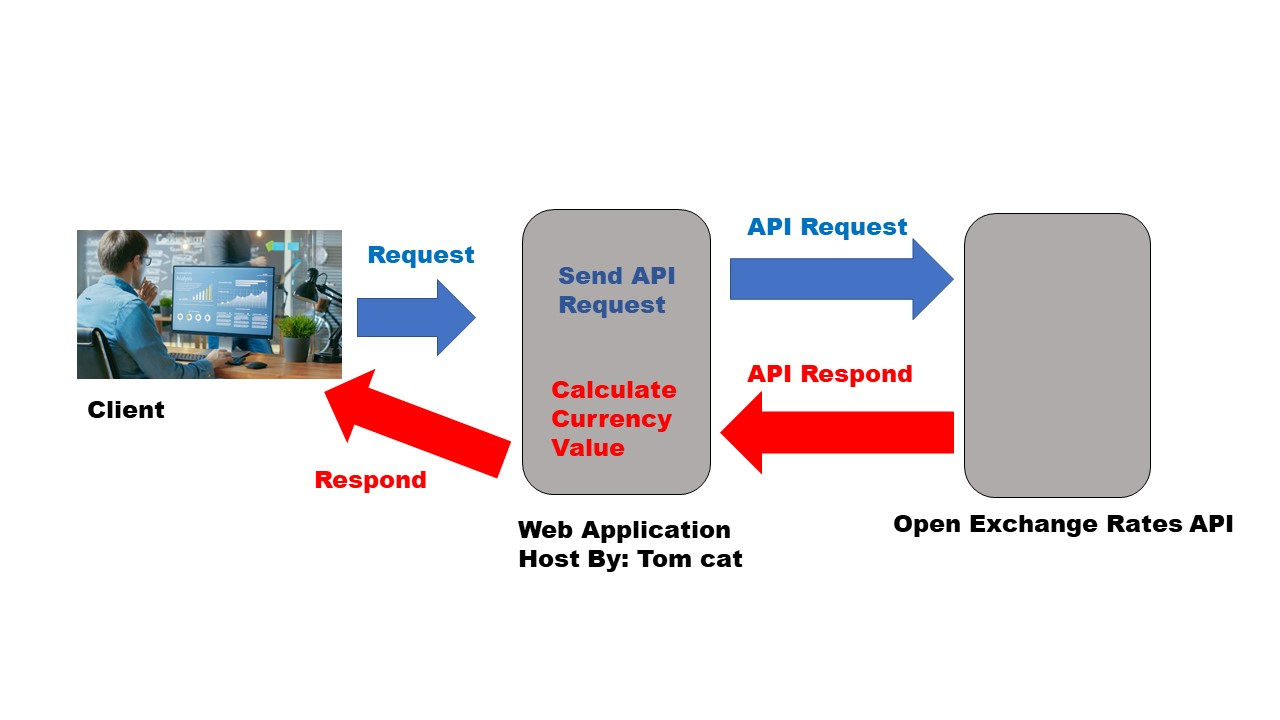 Request
Send API
Request
Calculate
Currency
Value
API Request
API Respond
Client
Respond
Web Application
Host By: Tom cat
Open Exchange Rates API